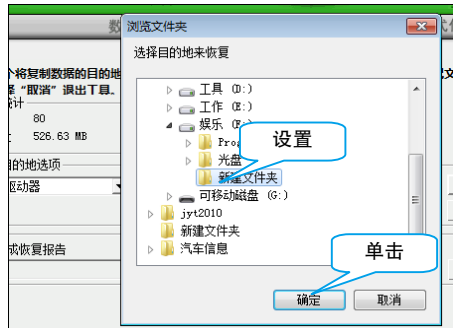 数
浏览文件夹
选择目的地来恢复
个将复制数据的目的地
择 “取消” 退出工具。
统计
80
526.63 MB
目的地选项
驱动器
成恢复报告
工具 (D:)
工作 (E:)
娱乐 (F:)
Prog
光盘
新建文件夹
可移动磁盘 (G:)
jyt2010
新建文件夹
汽车信息
设置
单击
确定
取消